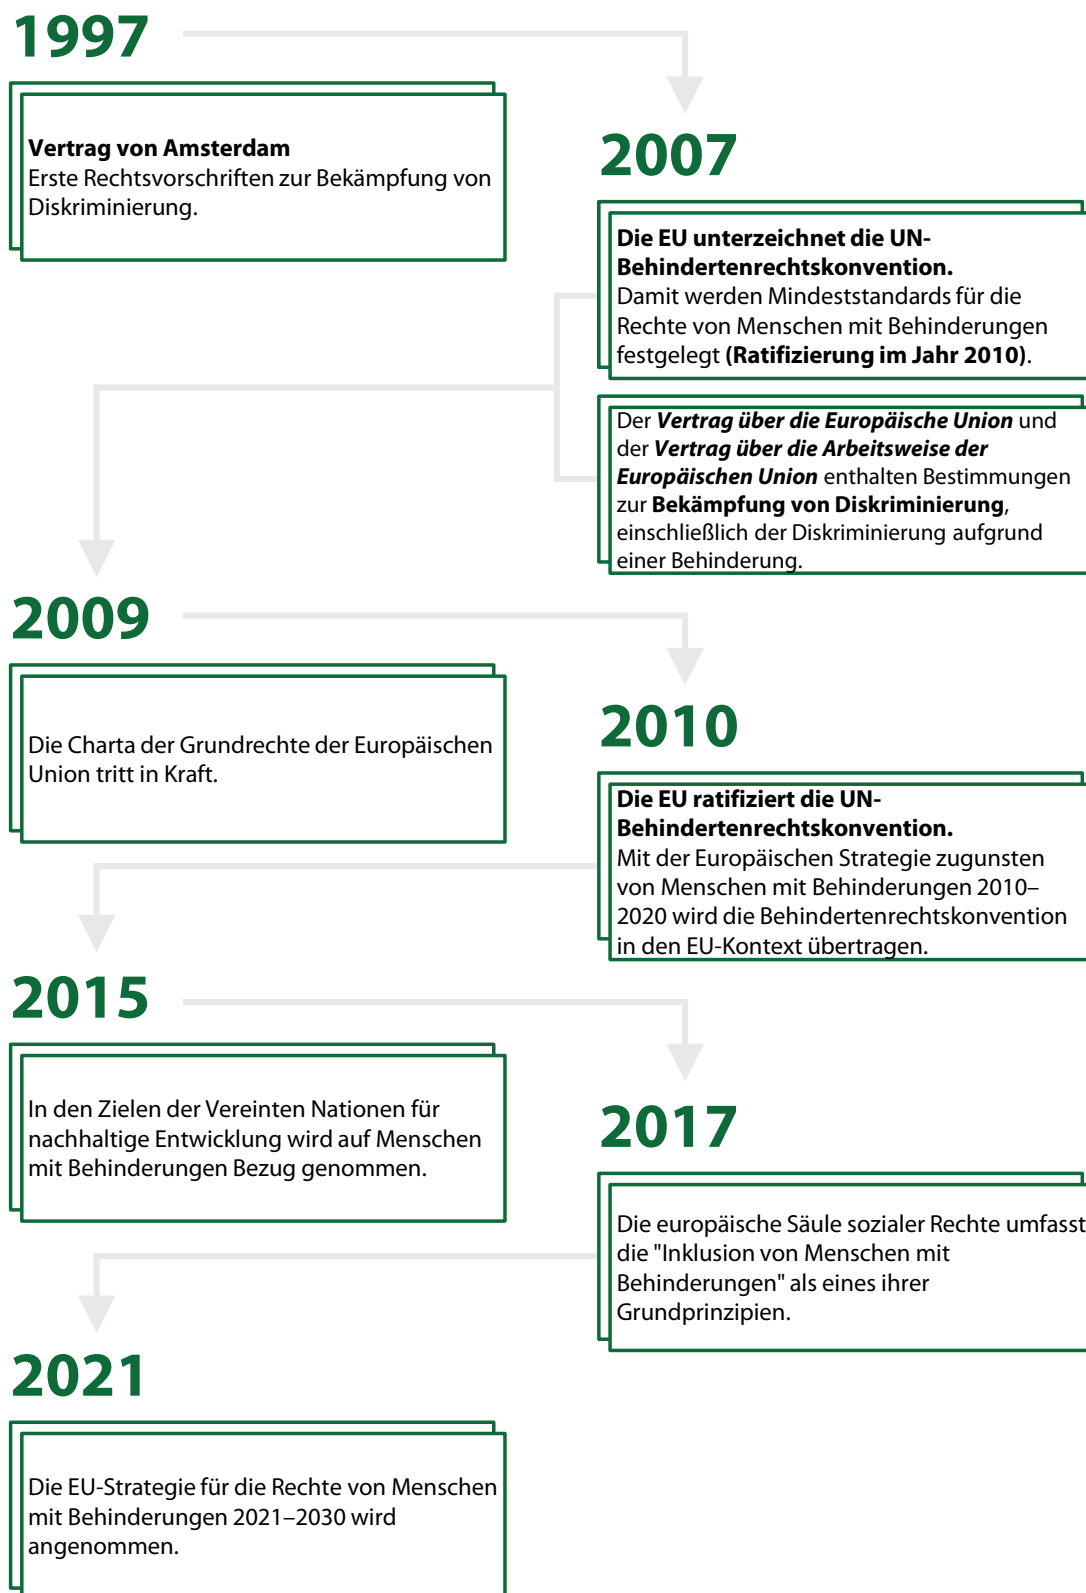 1997
Vertrag von Amsterdam
Erste Rechtsvorschriften zur Bekämpfung von
Diskriminierung.
2007
Die EU unterzeichnet die UN-
Behindertenrechtskonvention.
Damit werden Mindeststandards für die
Rechte von Menschen mit Behinderungen
festgelegt (Ratifizierung im Jahr 2010).
Der Vertrag über die Europäische Union und
der Vertrag über die Arbeitsweise der
Europäischen Union enthalten Bestimmungen
zur Bekämpfung von Diskriminierung,
einschließlich der Diskriminierung aufgrund
einer Behinderung.
2009
Die Charta der Grundrechte der Europäischen
Union tritt in Kraft.
2010
Die EU ratifiziert die UN-
Behindertenrechtskonvention.
Mit der Europäischen Strategie zugunsten
von Menschen mit Behinderungen 2010–
2020 wird die Behindertenrechtskonvention
in den EU-Kontext übertragen.
2015
In den Zielen der Vereinten Nationen für
nachhaltige Entwicklung wird auf Menschen
mit Behinderungen Bezug genommen.
2017
Die europäische Säule sozialer Rechte umfasst
die "Inklusion von Menschen mit
Behinderungen" als eines ihrer
Grundprinzipien.
2021
Die EU-Strategie für die Rechte von Menschen
mit Behinderungen 2021–2030 wird
angenommen.